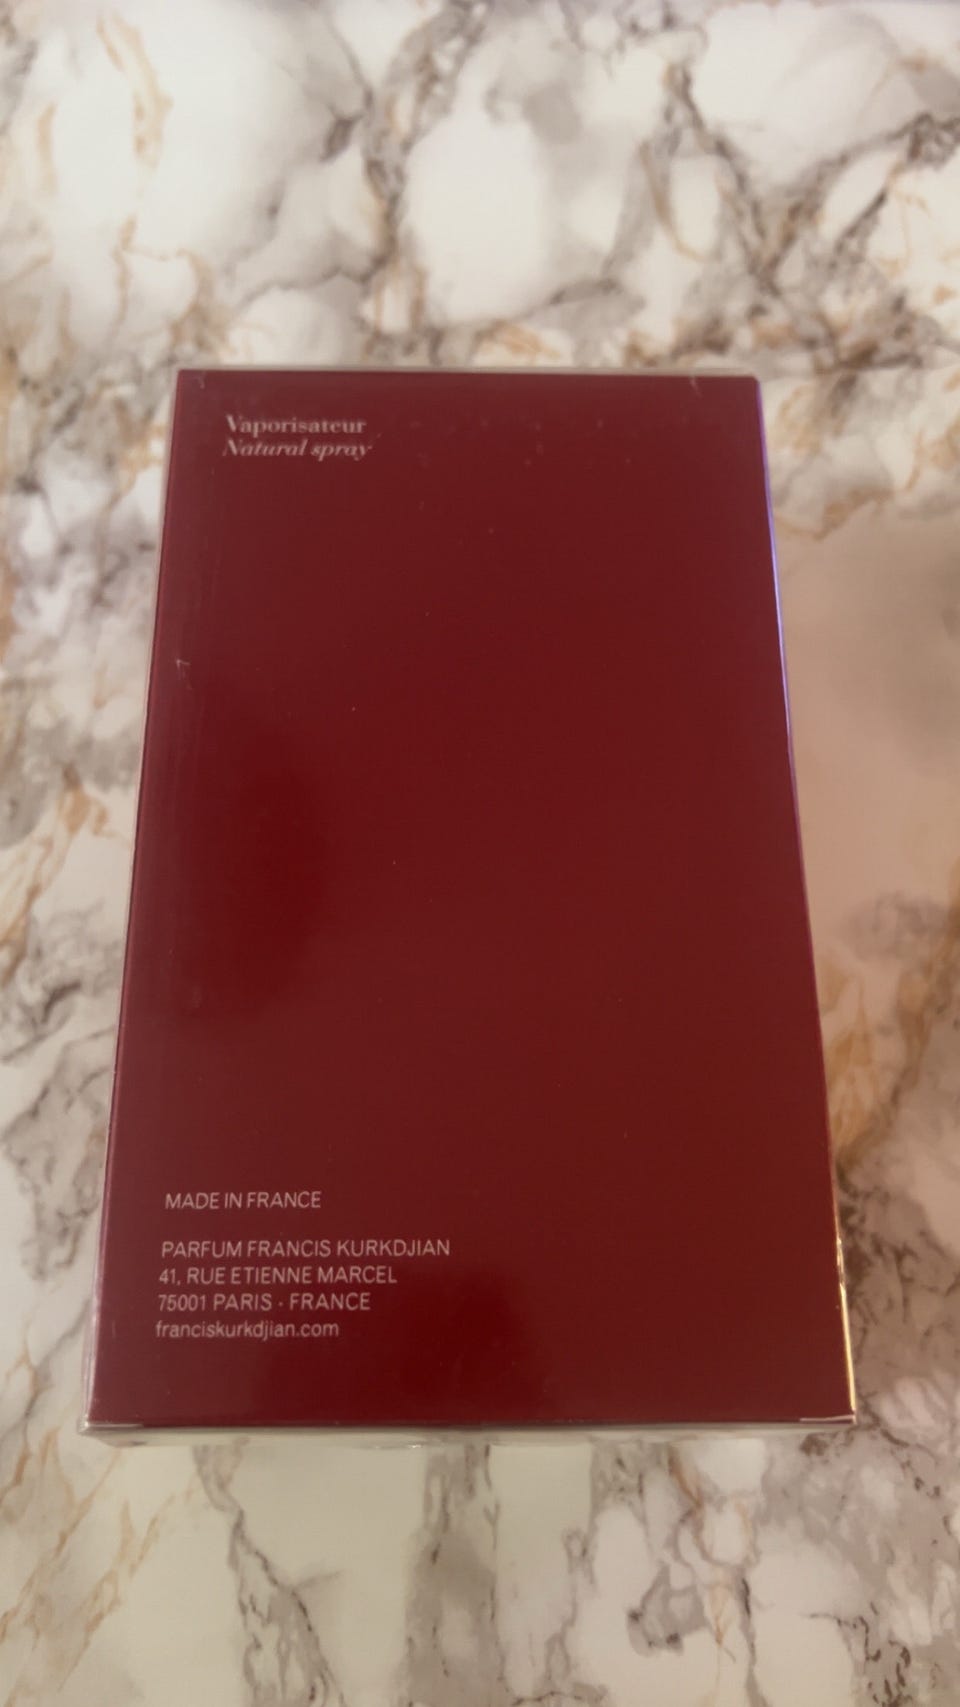 Vaporisateur
Natural spray
MADE IN FRANCE
PARFUM FRANCIS KURKDJIAN
41, RUE ETIENNE MARCEL
75001 PARIS - FRANCE
franciskurkdjian.com